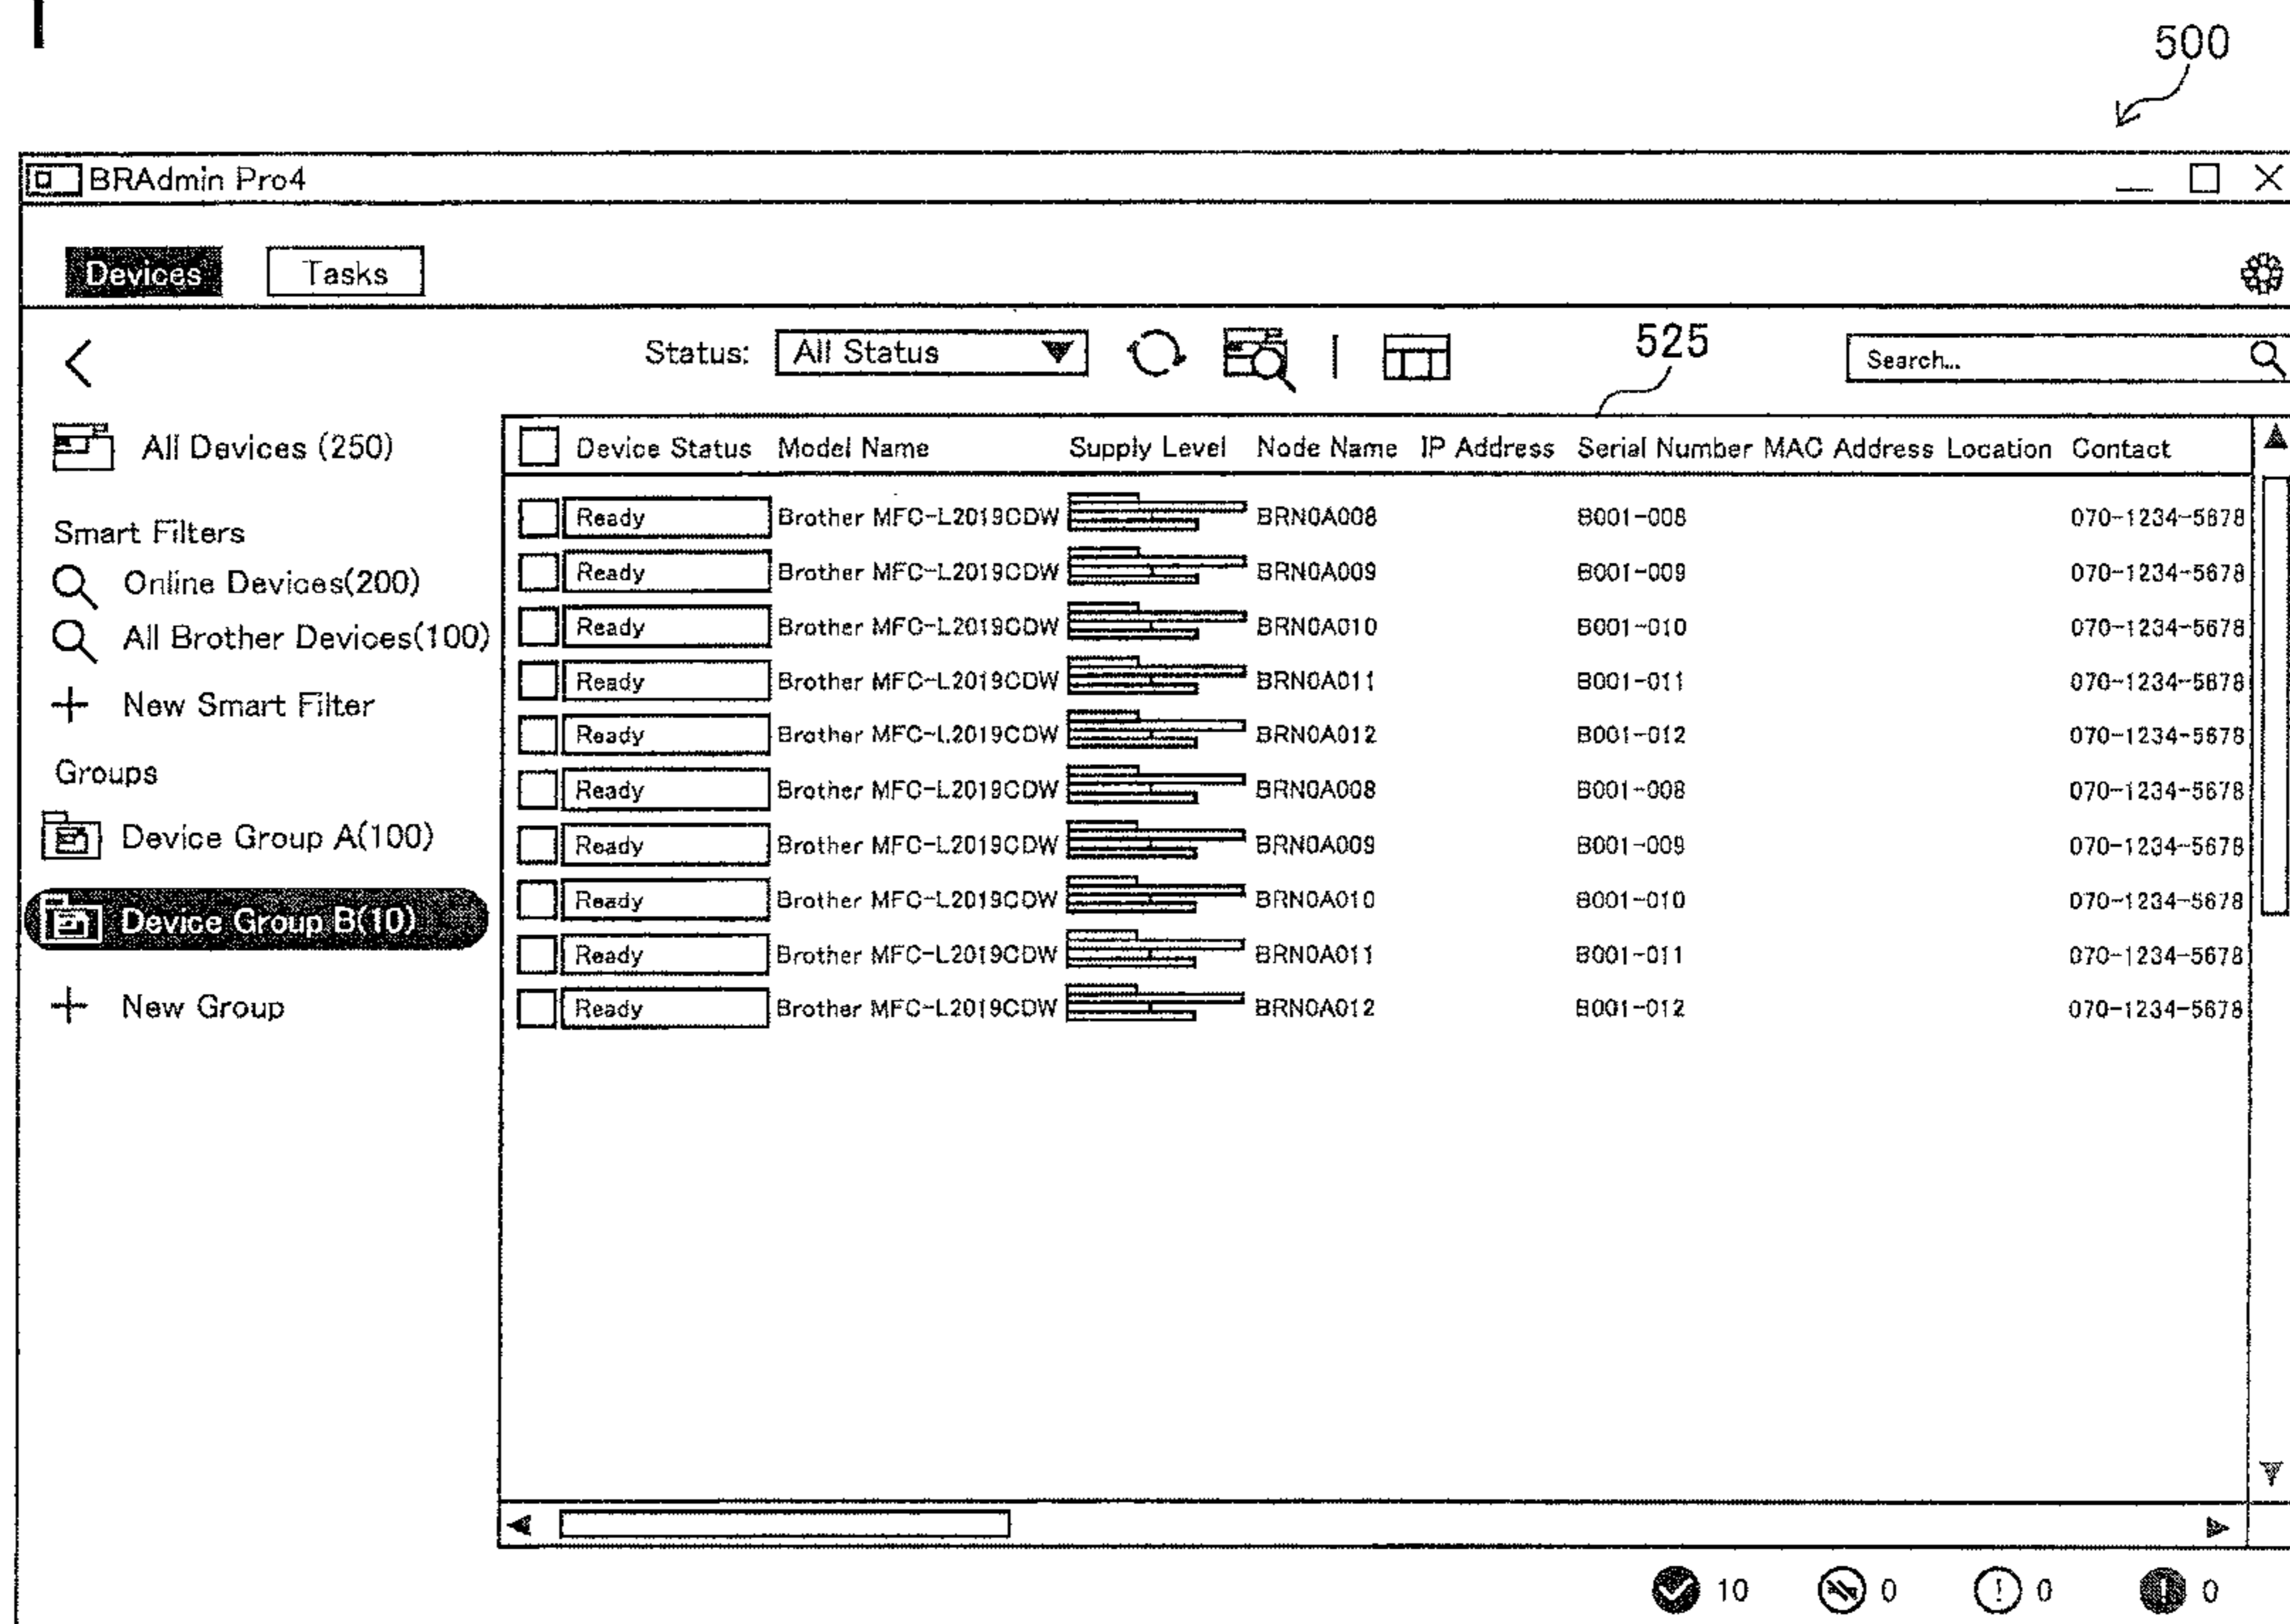 500
BRAdmin Pro4
Devices Tasks
Status: All Status 525 Search...
All Devices (250)
Smart Filters
Online Devices(200)
All Brother Devices(100)
New Smart Filter
Groups
Device Group A(100)
Device Group B(10)
New Group
Device Status Model Name Supply Level Node Name IP Address Serial Number MAC Address Location Contact
Ready Brother MFC-L2019CDW BRN0A008 B001-008 070-1234-5678
Ready Brother MFC-L2019CDW BRN0A009 B001-009 070-1234-5678
Ready Brother MFC-L2019CDW BRN0A010 B001-010 070-1234-5678
Ready Brother MFC-L2019CDW BRN0A011 B001-011 070-1234-5678
Ready Brother MFC-L2019CDW BRN0A012 B001-012 070-1234-5678
Ready Brother MFC-L2019CDW BRN0A008 B001-008 070-1234-5678
Ready Brother MFC-L2019CDW BRN0A009 B001-009 070-1234-5678
Ready Brother MFC-L2019CDW BRN0A010 B001-010 070-1234-5678
Ready Brother MFC-L2019CDW BRN0A011 B001-011 070-1234-5678
Ready Brother MFC-L2019CDW BRN0A012 B001-012 070-1234-5678
10 0 0 0